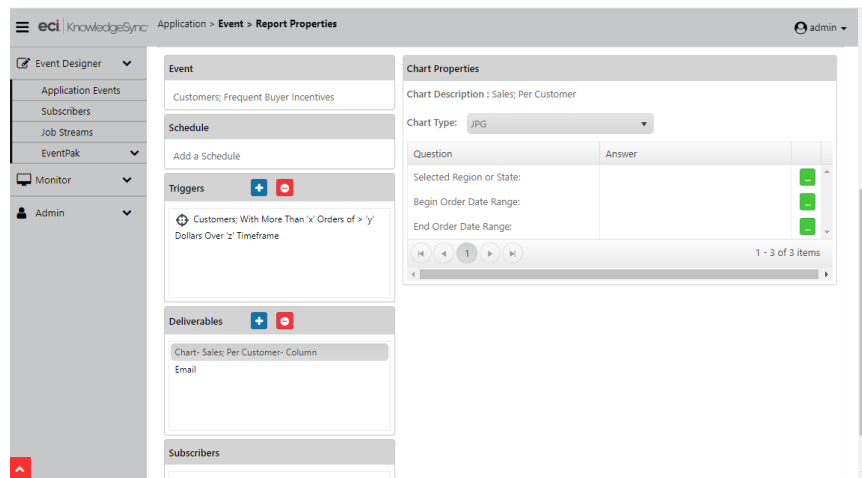 eci KnowledgeSync
Application > Event > Report Properties
admin
Event Designer
Application Events
Subscribers
Job Streams
EventPak
Monitor
Admin
Event
Customers; Frequent Buyer Incentives
Schedule
Add a Schedule
Triggers
Customers; With More Than 'x' Orders of > 'y'
Dollars Over 'z' Timeframe
Deliverables
Chart- Sales; Per Customer- Column
Email
Subscribers
Chart Properties
Chart Description : Sales; Per Customer
Chart Type: JPG
Question Answer
Selected Region or State: ...
Begin Order Date Range: ...
End Order Date Range: ...
1 1 - 3 of 3 items